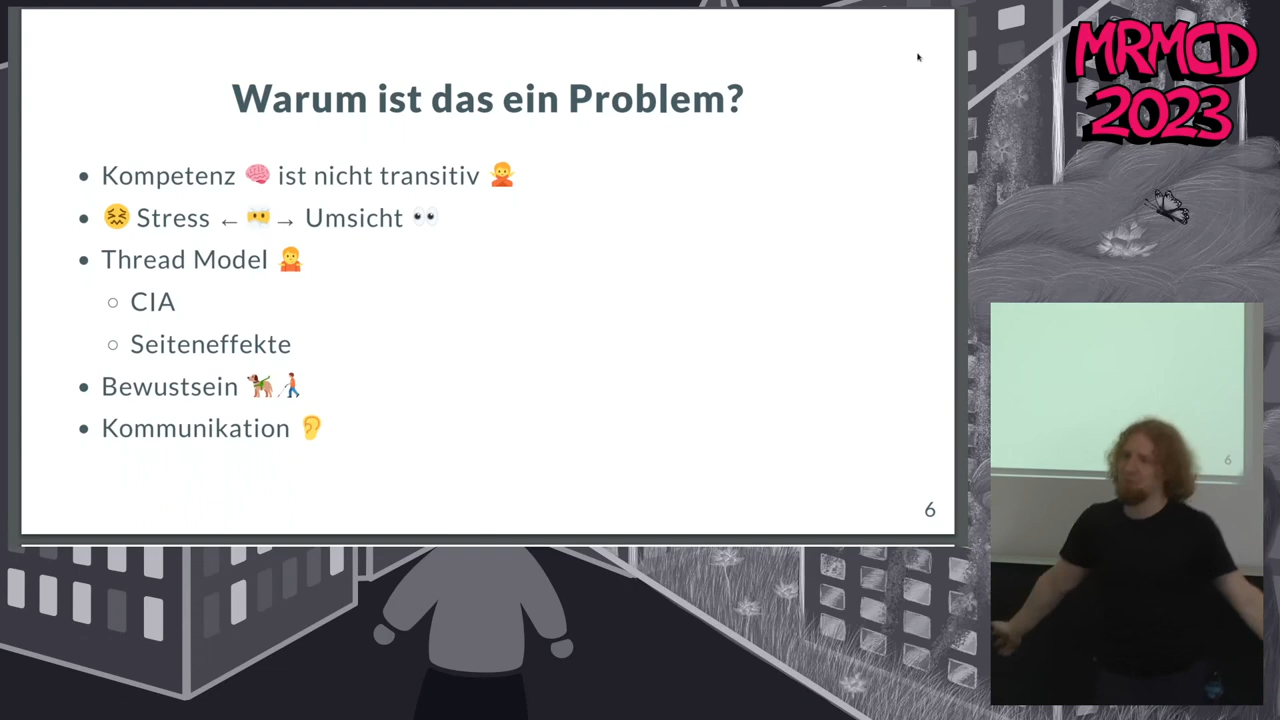 Warum ist das ein Problem?
Kompetenz 🧠 ist nicht transitiv 🙅
😖 Stress ← 😶‍🌫️ → Umsicht 👀
Thread Model 🤷
CIA
Seiteneffekte
Bewustsein 🐕‍🦺👨‍🦯
Kommunikation 👂
6
MRMCD
2023
6